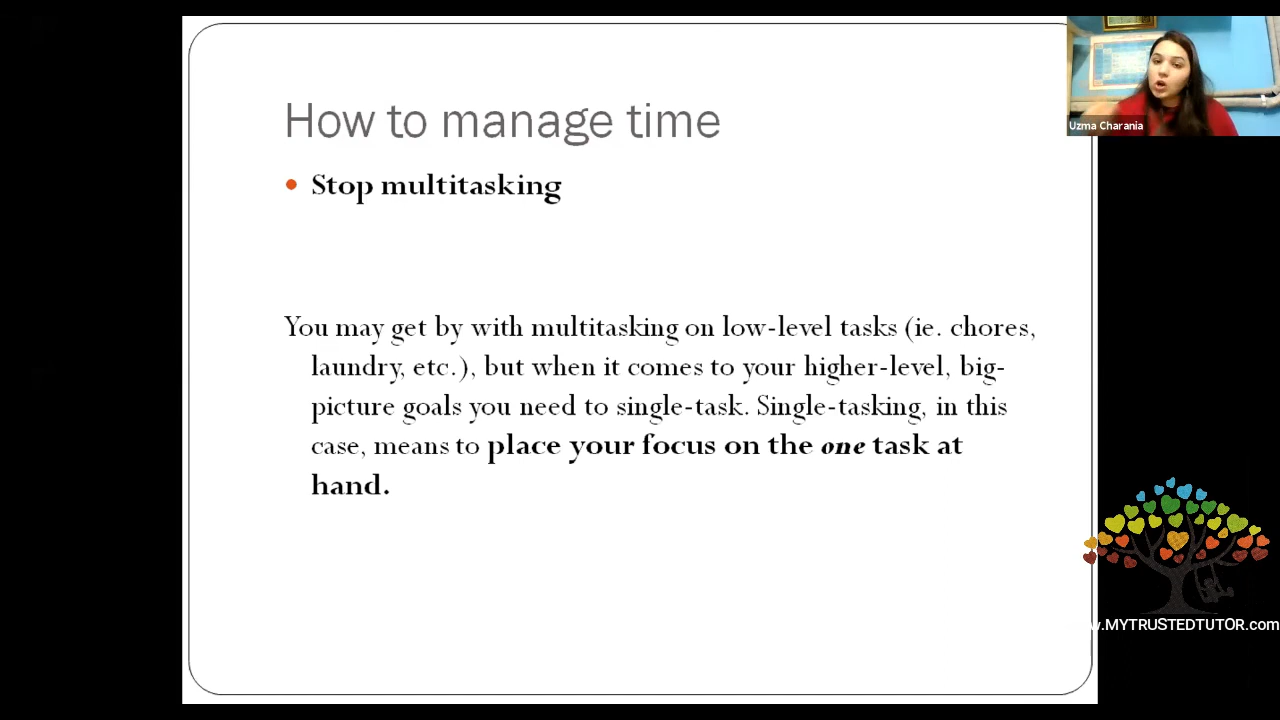 How to manage time
Stop multitasking
You may get by with multitasking on low-level tasks (ie. chores,
laundry, etc.), but when it comes to your higher-level, big-
picture goals you need to single-task. Single-tasking, in this
case, means to place your focus on the one task at
hand.
Uzma Charania
.MYTRUSTEDTUTOR.com